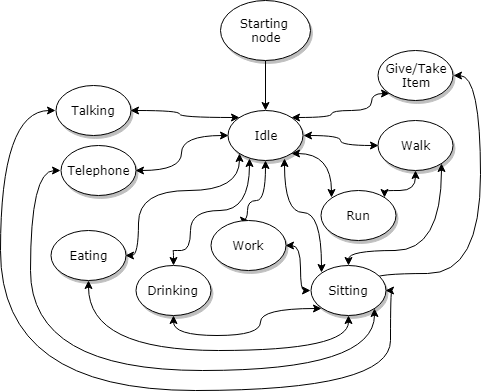 Starting
node
Give/Take
Item
Talking
Idle
Walk
Telephone
Run
Work
Eating
Drinking
Sitting